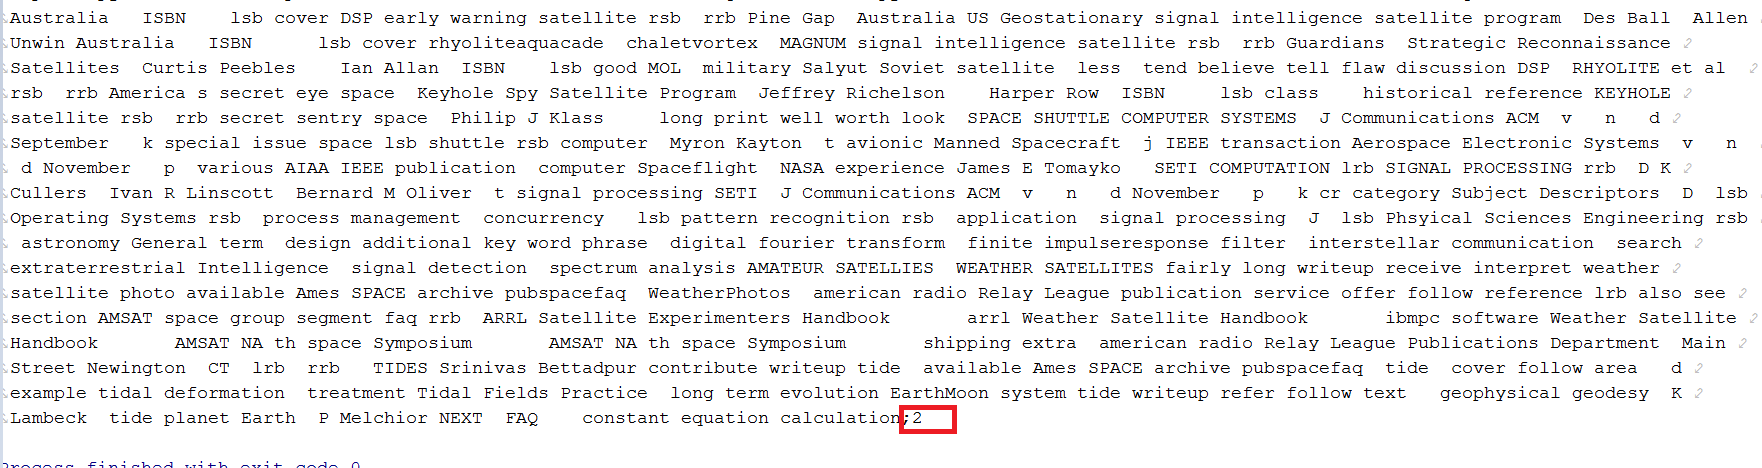 Australia ISBN lsb cover DSP early warning satellite rsb rrb Pine Gap Australia US Geostationary signal intelligence satellite program Des Ball Allen
Unwin Australia ISBN lsb cover rhyoliteaquacade chaletvortex MAGNUM signal intelligence satellite rsb rrb Guardians Strategic Reconnaissance
Satellites Curtis Peebles Ian Allan ISBN lsb good MOL military Salyut Soviet satellite less tend believe tell flaw discussion DSP RHYOLITE et al
rsb rrb America s secret eye space Keyhole Spy Satellite Program Jeffrey Richelson Harper Row ISBN lsb class historical reference KEYHOLE
satellite rsb rrb secret sentry space Philip J Klass long print well worth look SPACE SHUTTLE COMPUTER SYSTEMS J Communications ACM v n d
September k special issue space lsb shuttle rsb computer Myron Kayton t avionic Manned Spacecraft j IEEE transaction Aerospace Electronic Systems v n
d November p various AIAA IEEE publication computer Spaceflight NASA experience James E Tomayko SETI COMPUTATION lrb SIGNAL PROCESSING rrb D K
Cullers Ivan R Linscott Bernard M Oliver t signal processing SETI J Communications ACM v n d November p k cr category Subject Descriptors D lsb
Operating Systems rsb process management concurrency lsb pattern recognition rsb application signal processing J lsb Phsyical Sciences Engineering rsb
astronomy General term design additional key word phrase digital fourier transform finite impulseresponse filter interstellar communication search
extraterrestrial Intelligence signal detection spectrum analysis AMATEUR SATELLIES WEATHER SATELLITES fairly long writeup receive interpret weather
satellite photo available Ames SPACE archive pubspacefaq WeatherPhotos american radio Relay League publication service offer follow reference lrb also see
section AMSAT space group segment faq rrb ARRL Satellite Experimenters Handbook arrl Weather Satellite Handbook ibmpc software Weather Satellite
Handbook AMSAT NA th space Symposium AMSAT NA th space Symposium shipping extra american radio Relay League Publications Department Main
Street Newington CT lrb rrb TIDES Srinivas Bettadpur contribute writeup tide available Ames SPACE archive pubspacefaq tide cover follow area d
example tidal deformation treatment Tidal Fields Practice long term evolution EarthMoon system tide writeup refer follow text geophysical geodesy K
Lambeck tide planet Earth P Melchior NEXT FAQ constant equation calculation;2
Process finished with exit code 0